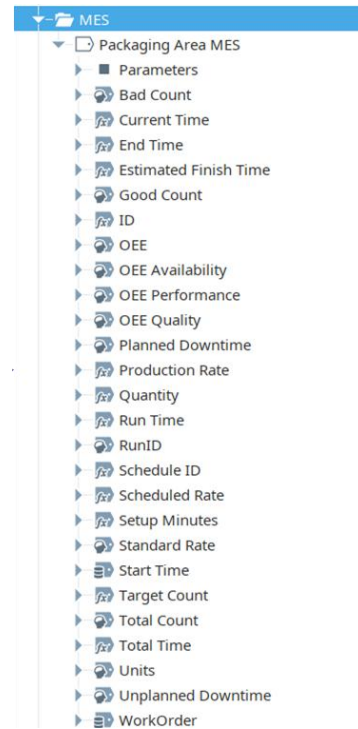 MES
Packaging Area MES
Parameters
Bad Count
Current Time
End Time
Estimated Finish Time
Good Count
ID
OEE
OEE Availability
OEE Performance
OEE Quality
Planned Downtime
Production Rate
Quantity
Run Time
RunID
Schedule ID
Scheduled Rate
Setup Minutes
Standard Rate
Start Time
Target Count
Total Count
Total Time
Units
Unplanned Downtime
WorkOrder